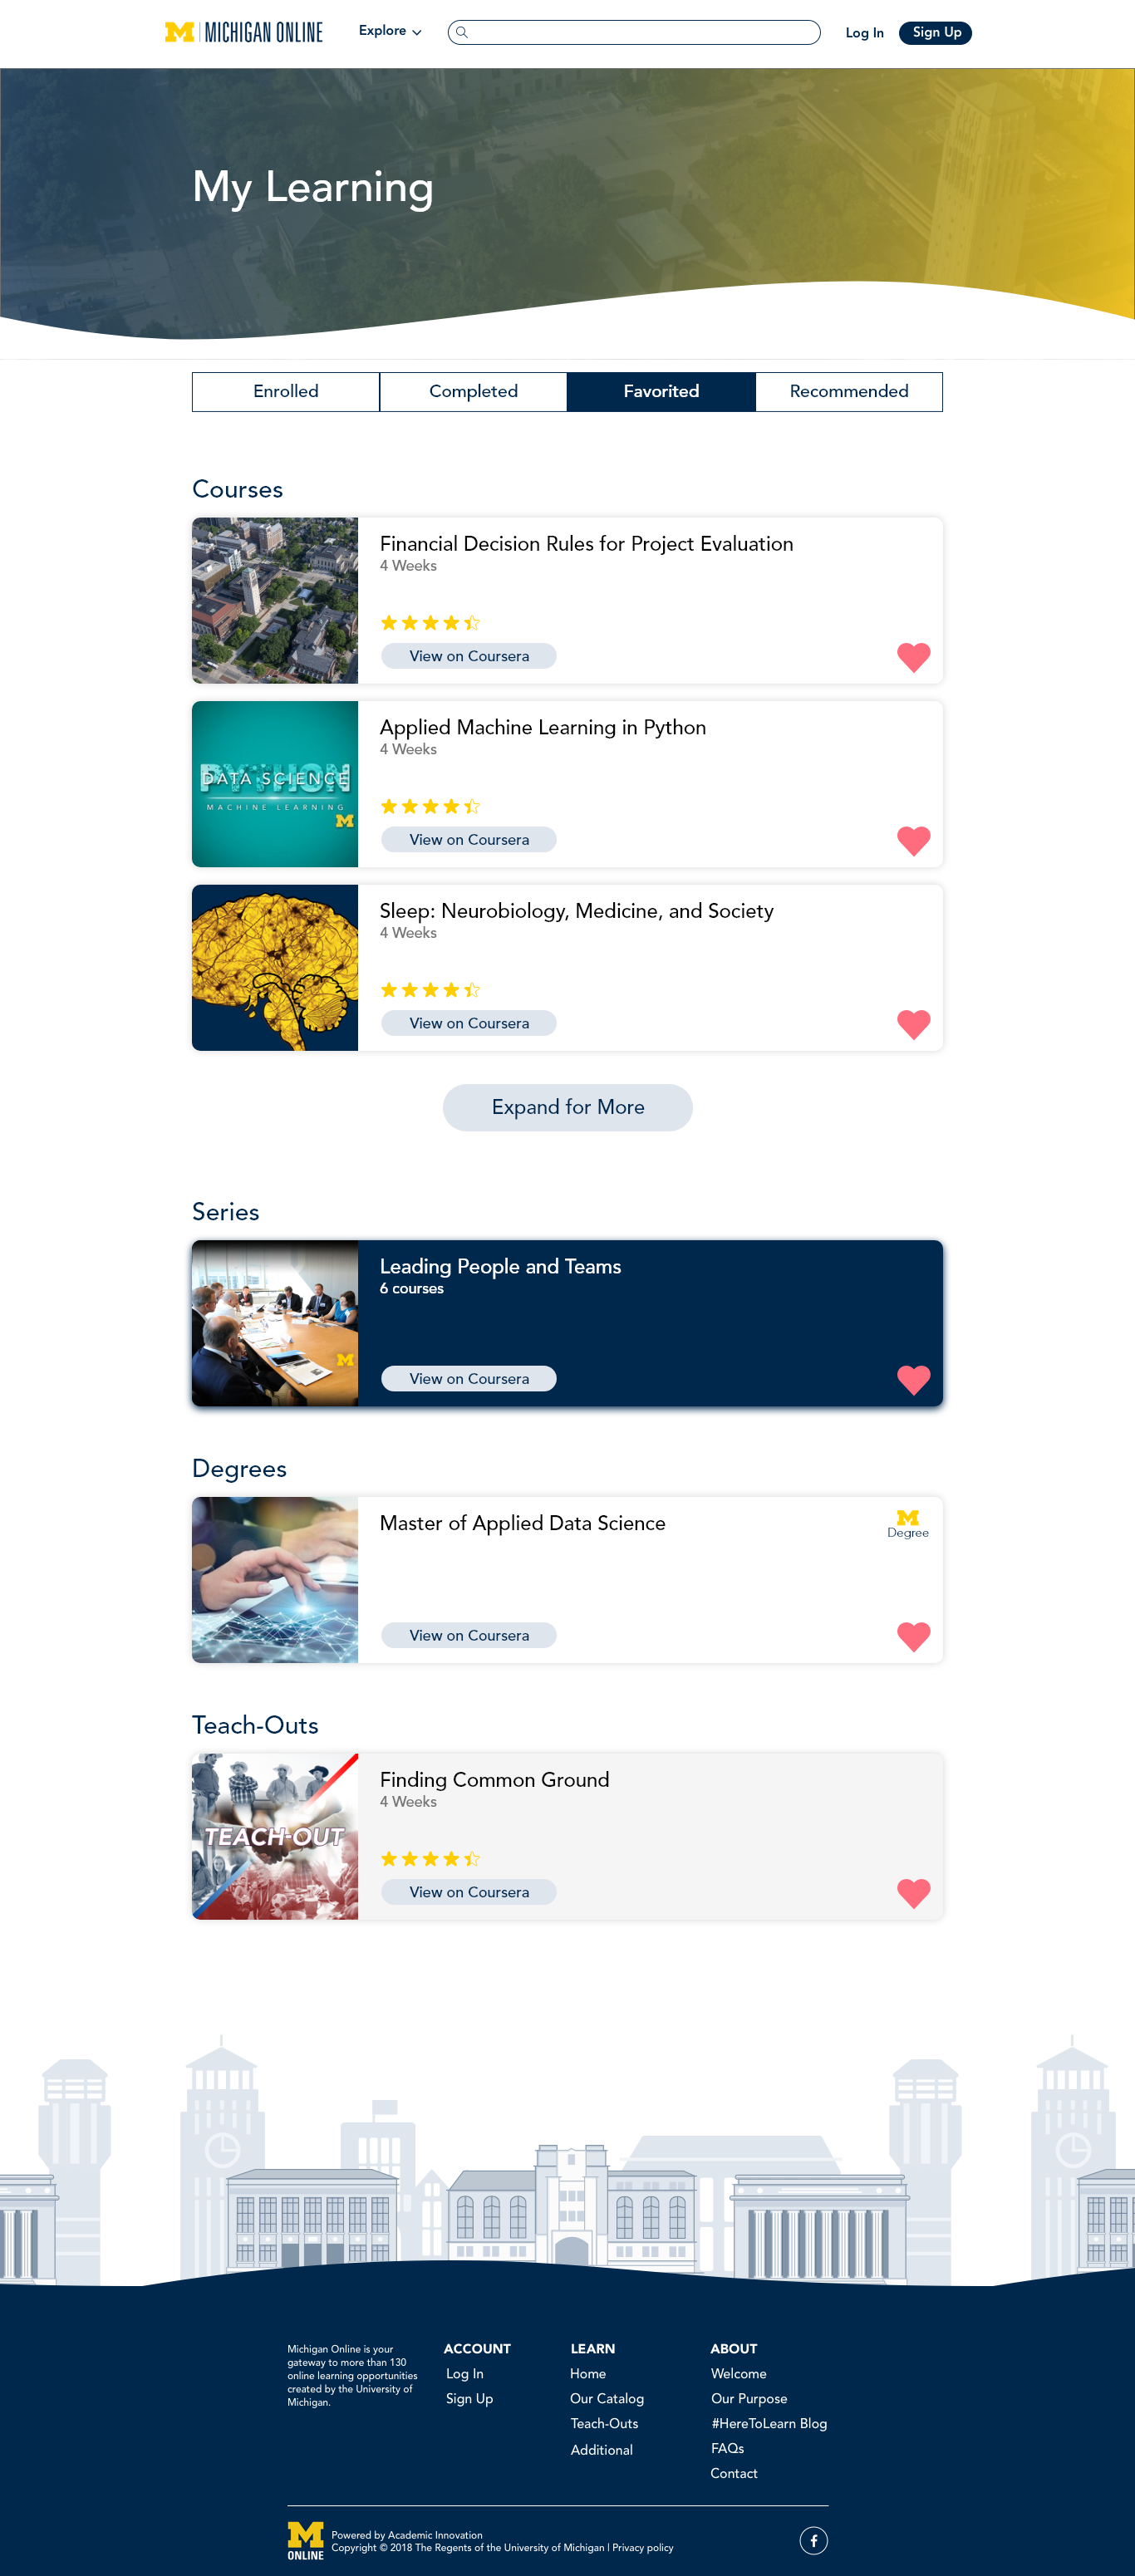 M | MICHIGAN ONLINE Explore Log In Sign Up
My Learning
Enrolled Completed Favorited Recommended
Courses
Financial Decision Rules for Project Evaluation
4 Weeks
View on Coursera
Applied Machine Learning in Python
4 Weeks
PYTHON
DATA SCIENCE
MACHINE LEARNING
M
View on Coursera
Sleep: Neurobiology, Medicine, and Society
4 Weeks
View on Coursera
Expand for More
Series
Leading People and Teams
6 courses
M
View on Coursera
Degrees
Master of Applied Data Science
M
Degree
View on Coursera
Teach-Outs
Finding Common Ground
4 Weeks
TEACH-OUT
View on Coursera
Michigan Online is your
gateway to more than 130
online learning opportunities
created by the University of
Michigan.
ACCOUNT
Log In
Sign Up
LEARN
Home
Our Catalog
Teach-Outs
Additional
ABOUT
Welcome
Our Purpose
#HereToLearn Blog
FAQs
Contact
M
ONLINE
Powered by Academic Innovation
Copyright © 2018 The Regents of the University of Michigan | Privacy policy
f